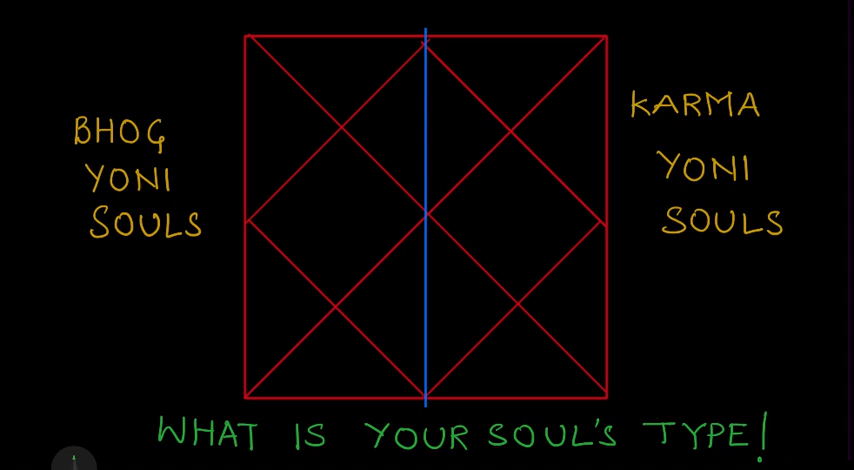 BHOG
YONI
SOULS
KARMA
YONI
SOULS
WHAT IS YOUR SOUL'S TYPE!